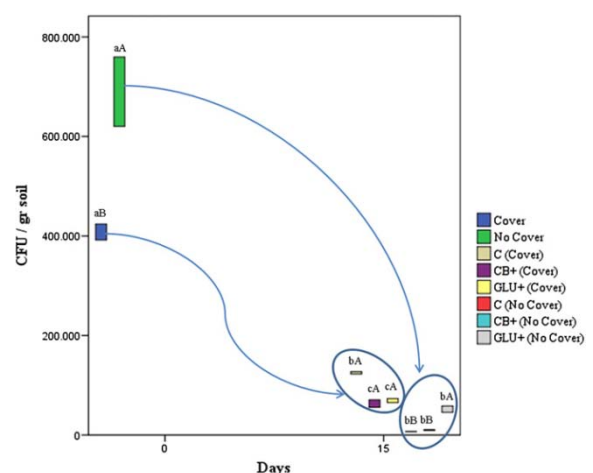 800.000
600.000
400.000
200.000
0
CFU / gr soil
aA
aB
bA
cA cA
bA
bB bB
0 15
Days
Cover
No Cover
C (Cover)
CB+ (Cover)
GLU+ (Cover)
C (No Cover)
CB+ (No Cover)
GLU+ (No Cover)